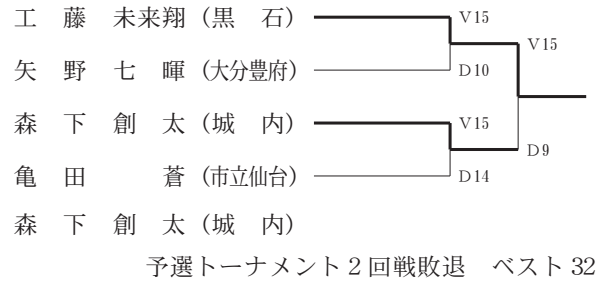 工藤 未来翔（黒 石） V15
V15
矢野七暉（大分豊府） D10
森下創太（城 内） V15
D9
亀田 蒼（市立仙台） D14
森下創太（城 内）
予選トーナメント2回戦敗退 ベスト32